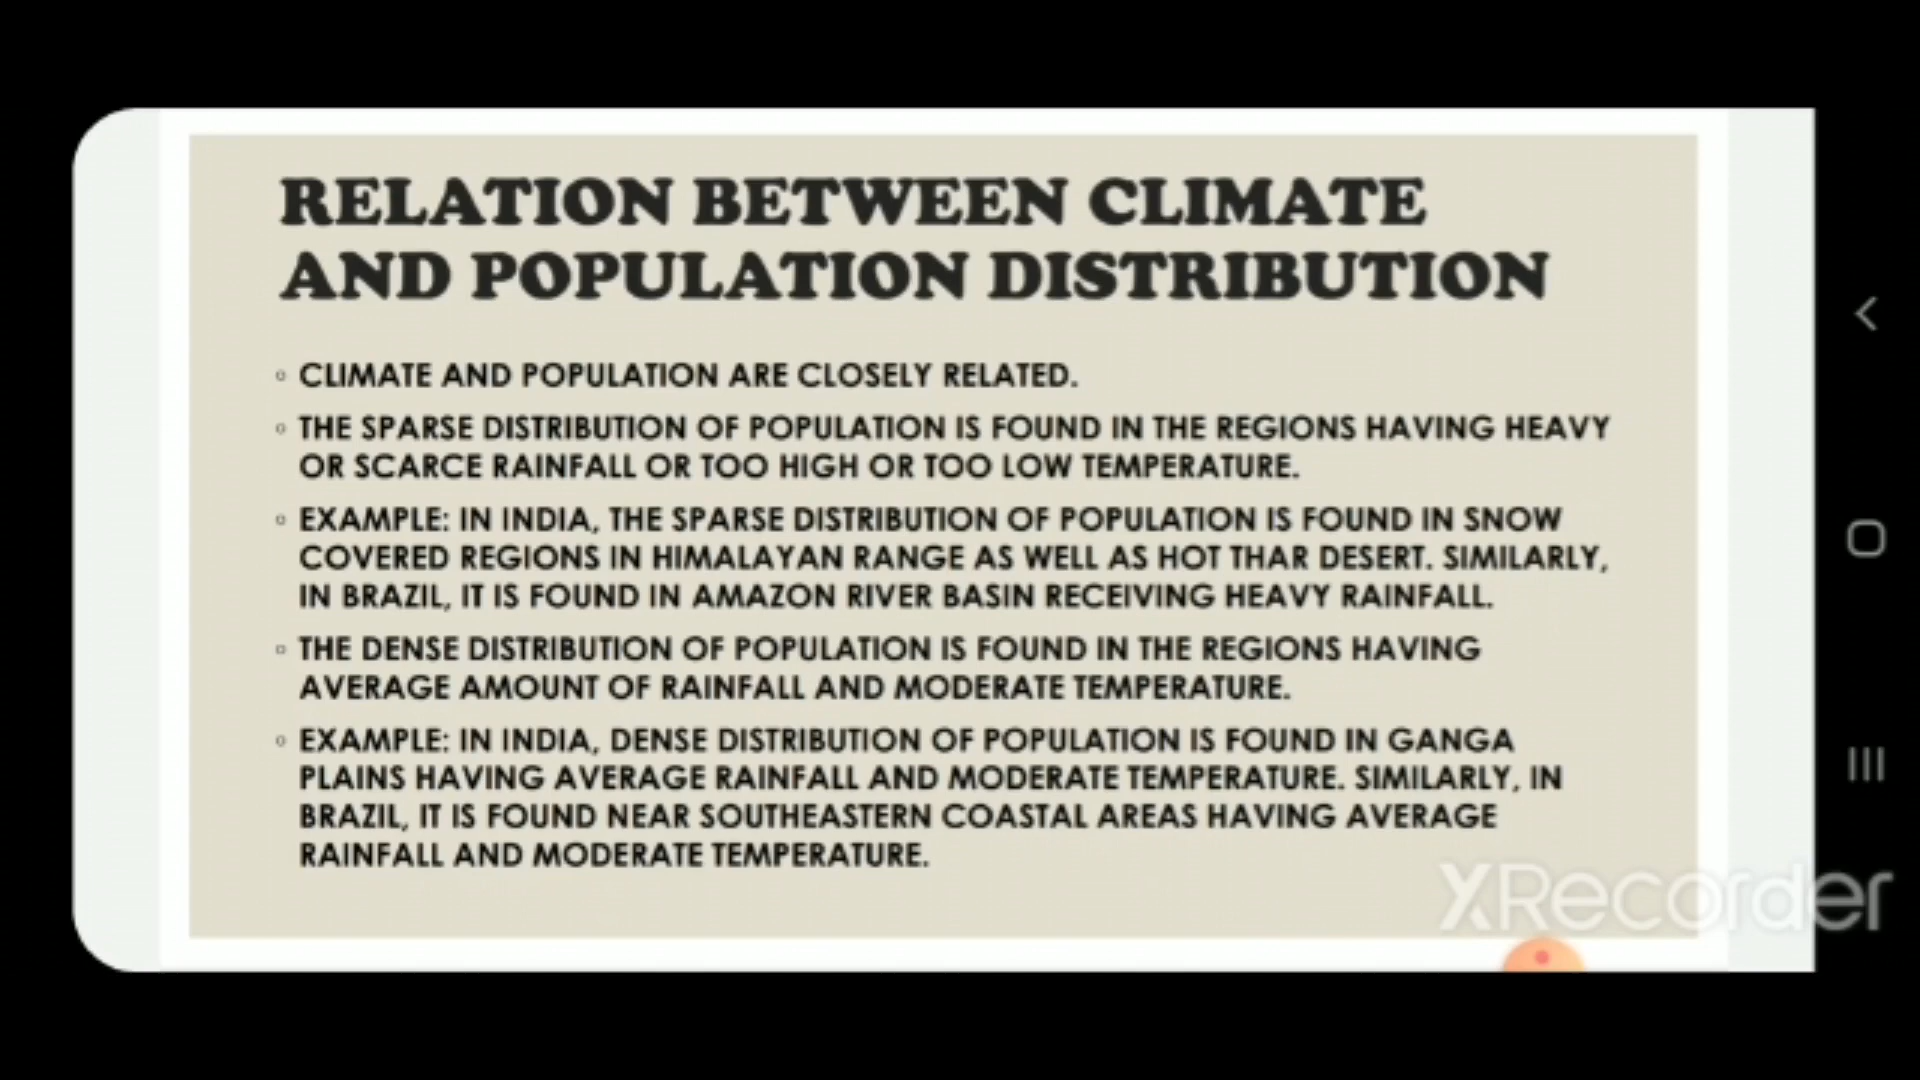 RELATION BETWEEN CLIMATE
AND POPULATION DISTRIBUTION
CLIMATE AND POPULATION ARE CLOSELY RELATED.
THE SPARSE DISTRIBUTION OF POPULATION IS FOUND IN THE REGIONS HAVING HEAVY
OR SCARCE RAINFALL OR TOO HIGH OR TOO LOW TEMPERATURE.
EXAMPLE: IN INDIA, THE SPARSE DISTRIBUTION OF POPULATION IS FOUND IN SNOW
COVERED REGIONS IN HIMALAYAN RANGE AS WELL AS HOT THAR DESERT. SIMILARLY,
IN BRAZIL, IT IS FOUND IN AMAZON RIVER BASIN RECEIVING HEAVY RAINFALL.
THE DENSE DISTRIBUTION OF POPULATION IS FOUND IN THE REGIONS HAVING
AVERAGE AMOUNT OF RAINFALL AND MODERATE TEMPERATURE.
EXAMPLE: IN INDIA, DENSE DISTRIBUTION OF POPULATION IS FOUND IN GANGA
PLAINS HAVING AVERAGE RAINFALL AND MODERATE TEMPERATURE. SIMILARLY, IN
BRAZIL, IT IS FOUND NEAR SOUTHEASTERN COASTAL AREAS HAVING AVERAGE
RAINFALL AND MODERATE TEMPERATURE.
XRecorder